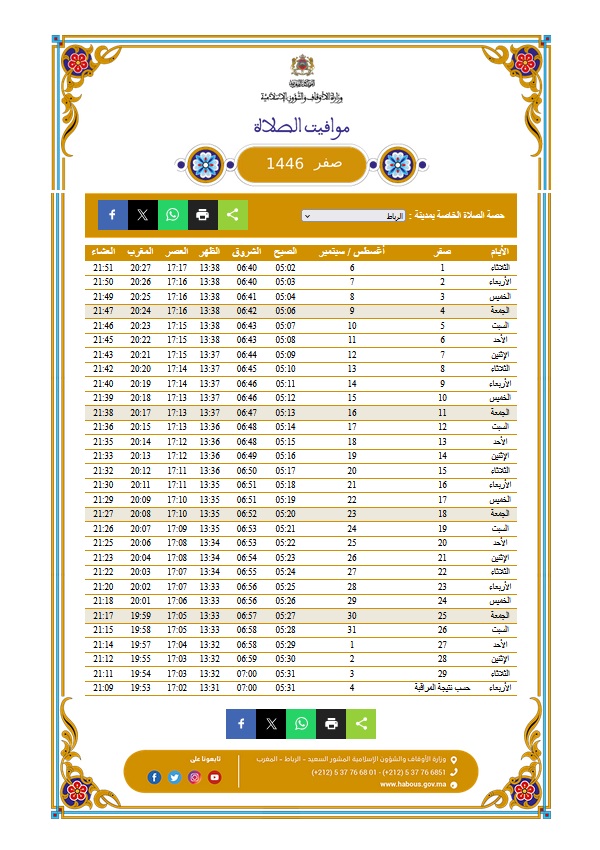 المملكة المغربية
وزارة الأوقاف والشؤون الإسلامية
مواقيت الصلاة
صفر 1446
حصة الصلاة الخاصة بمدينة : الرباط
الأيام صفر أغسطس / سبتمبر الصبح الشروق الظهر العصر المغرب العشاء
الثلاثاء 1 6 05:02 06:40 13:38 17:17 20:27 21:51
الأربعاء 2 7 05:03 06:40 13:38 17:16 20:26 21:50
الخميس 3 8 05:04 06:41 13:38 17:16 20:25 21:49
الجمعة 4 9 05:06 06:42 13:38 17:16 20:24 21:47
السبت 5 10 05:07 06:43 13:38 17:15 20:23 21:46
الأحد 6 11 05:08 06:43 13:38 17:15 20:22 21:45
الإثنين 7 12 05:09 06:44 13:37 17:15 20:21 21:43
الثلاثاء 8 13 05:10 06:45 13:37 17:14 20:20 21:42
الأربعاء 9 14 05:11 06:46 13:37 17:14 20:19 21:40
الخميس 10 15 05:12 06:46 13:37 17:13 20:18 21:39
الجمعة 11 16 05:13 06:47 13:37 17:13 20:17 21:38
السبت 12 17 05:14 06:48 13:36 17:13 20:15 21:36
الأحد 13 18 05:15 06:48 13:36 17:12 20:14 21:35
الإثنين 14 19 05:16 06:49 13:36 17:12 20:13 21:33
الثلاثاء 15 20 05:17 06:50 13:36 17:11 20:12 21:32
الأربعاء 16 21 05:18 06:51 13:35 17:11 20:11 21:30
الخميس 17 22 05:19 06:51 13:35 17:10 20:09 21:29
الجمعة 18 23 05:20 06:52 13:35 17:10 20:08 21:27
السبت 19 24 05:21 06:53 13:35 17:09 20:07 21:26
الأحد 20 25 05:22 06:53 13:34 17:08 20:06 21:25
الإثنين 21 26 05:23 06:54 13:34 17:08 20:04 21:23
الثلاثاء 22 27 05:24 06:55 13:34 17:07 20:03 21:22
الأربعاء 23 28 05:25 06:56 13:33 17:07 20:02 21:20
الخميس 24 29 05:26 06:56 13:33 17:06 20:01 21:18
الجمعة 25 30 05:27 06:57 13:33 17:05 19:59 21:17
السبت 26 31 05:28 06:58 13:33 17:05 19:58 21:15
الأحد 27 1 05:29 06:58 13:32 17:04 19:57 21:14
الإثنين 28 2 05:30 06:59 13:32 17:03 19:55 21:12
الثلاثاء 29 3 05:31 07:00 13:32 17:03 19:54 21:11
الأربعاء حسب نتيجة المراقبة 4 05:31 07:00 13:31 17:02 19:53 21:09
وزارة الأوقاف والشؤون الإسلامية المشور السعيد - الرباط - المغرب
(+212) 5 37 76 68 01 - (+212) 5 37 76 6851
www.habous.gov.ma
تابعونا على